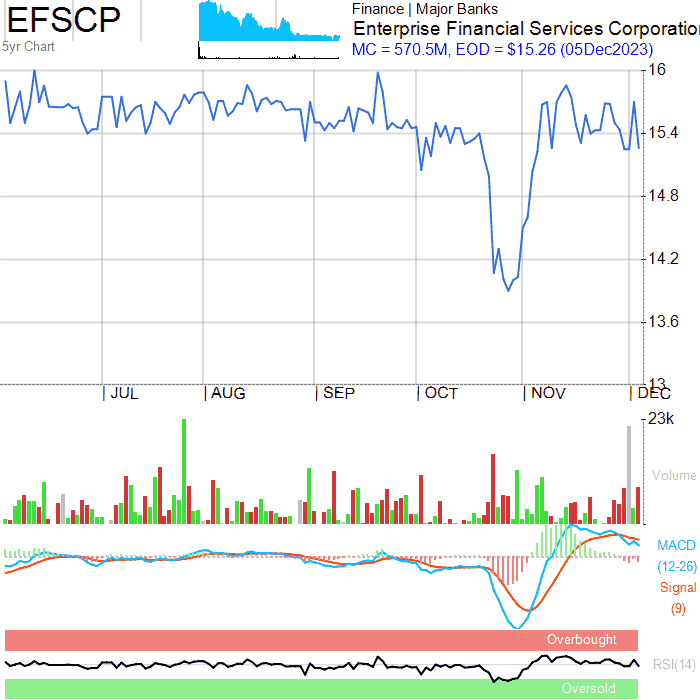 EFSCP
5yr Chart
Finance | Major Banks
Enterprise Financial Services Corporation
MC = 570.5M, EOD = $15.26 (05Dec2023)
16
15.4
14.8
14.2
13.6
13
JUL AUG SEP OCT NOV DEC
23k
Volume
MACD
(12-26)
Signal
(9)
Overbought
RSI(14)
Oversold